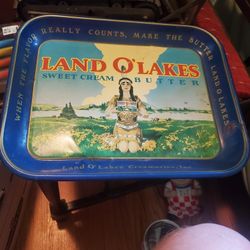 WHEN THE FLAVOR REALLY COUNTS, MAKE THE BUTTER LAND O LAKES
LAND O'LAKES
SWEET CREAM BUTTER
Land O'Lakes Creameries, Inc.